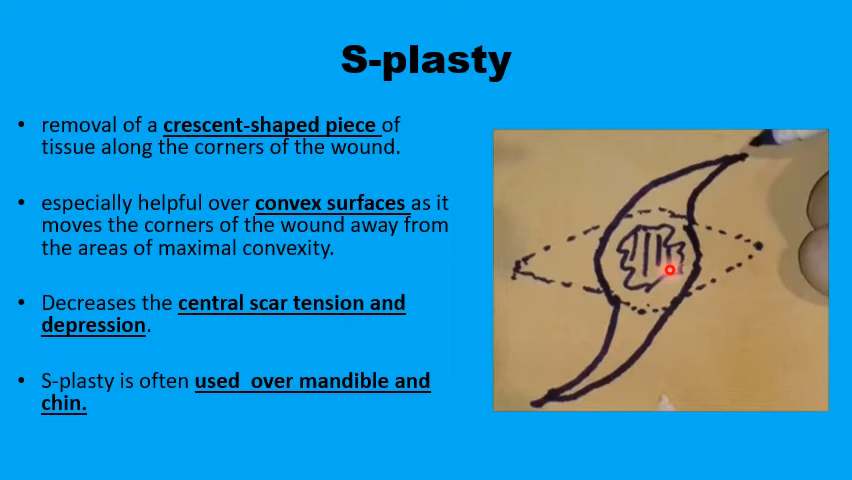 S-plasty
• removal of a crescent-shaped piece of
tissue along the corners of the wound.
• especially helpful over convex surfaces as it
moves the corners of the wound away from
the areas of maximal convexity.
• Decreases the central scar tension and
depression.
• S-plasty is often used  over mandible and
chin.